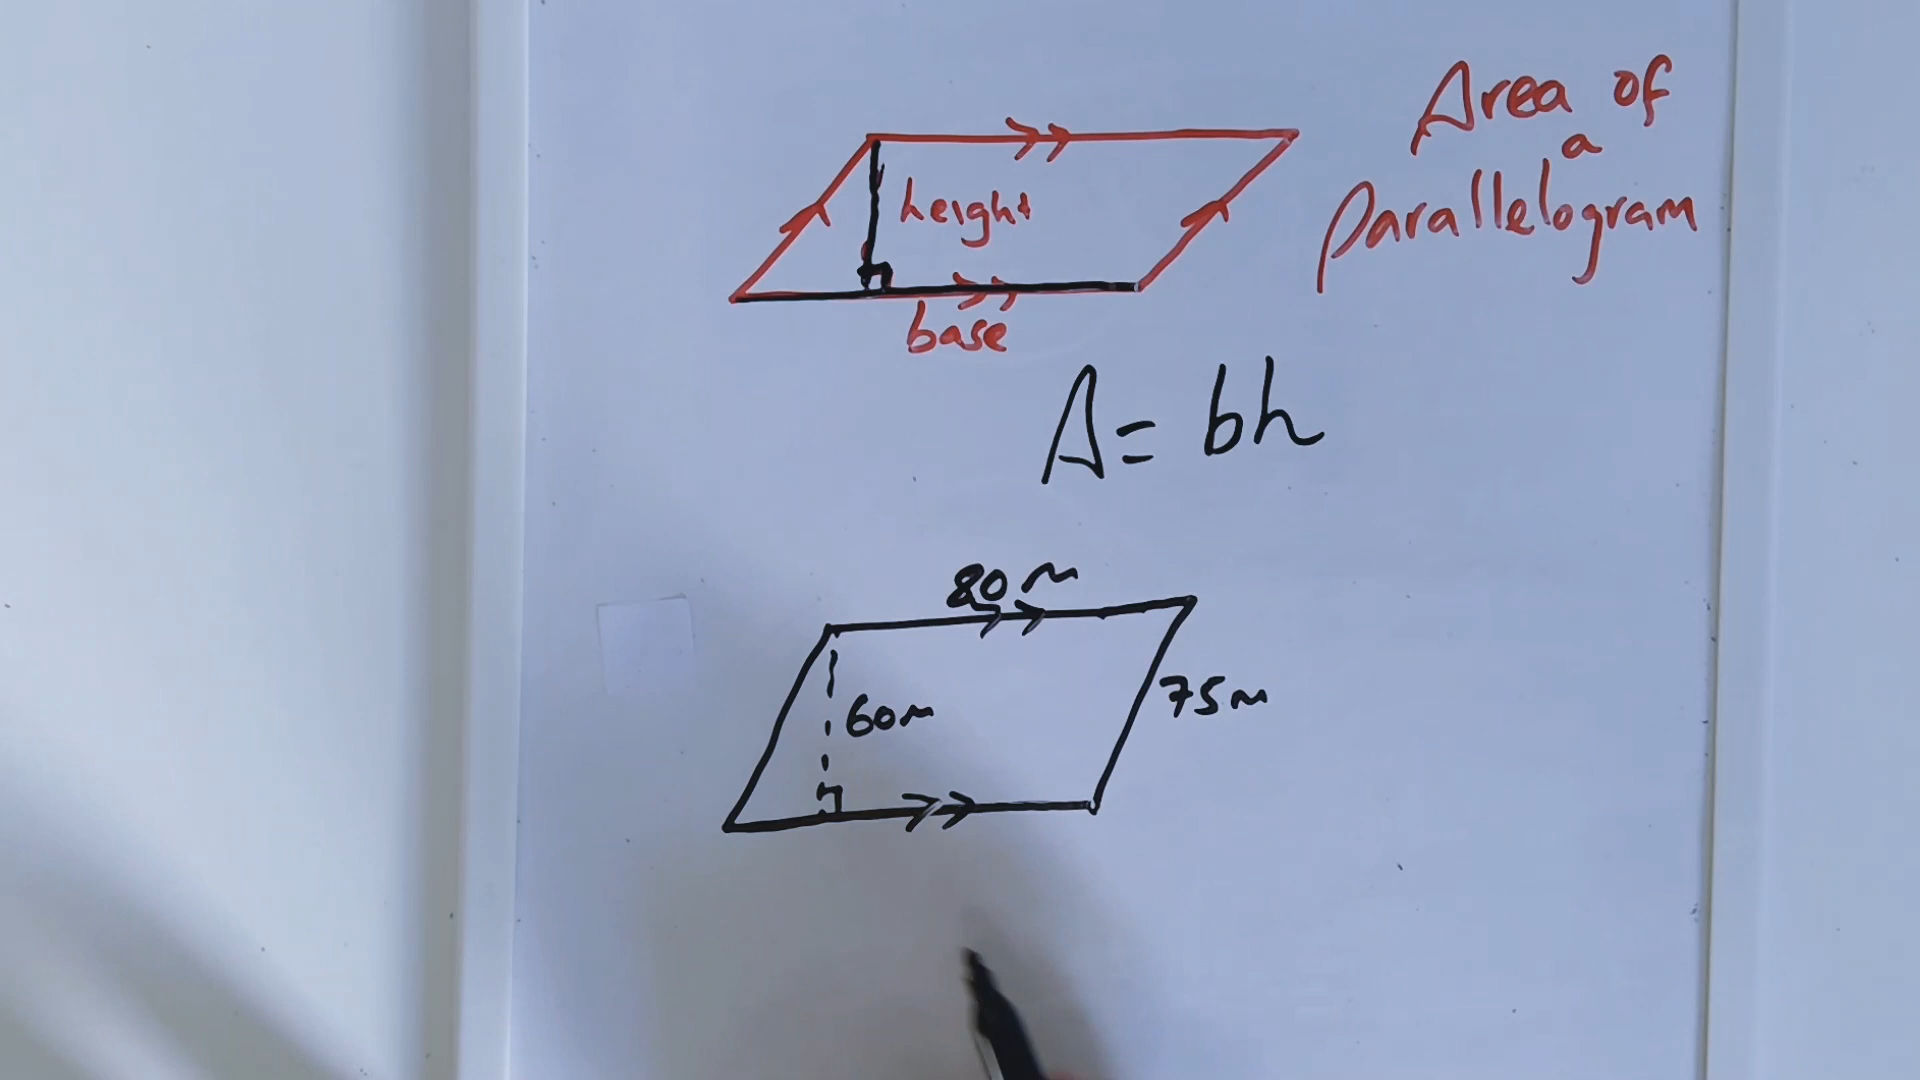 Area of
a
parallelogram
height
base
A = bh
80m
60m
75m